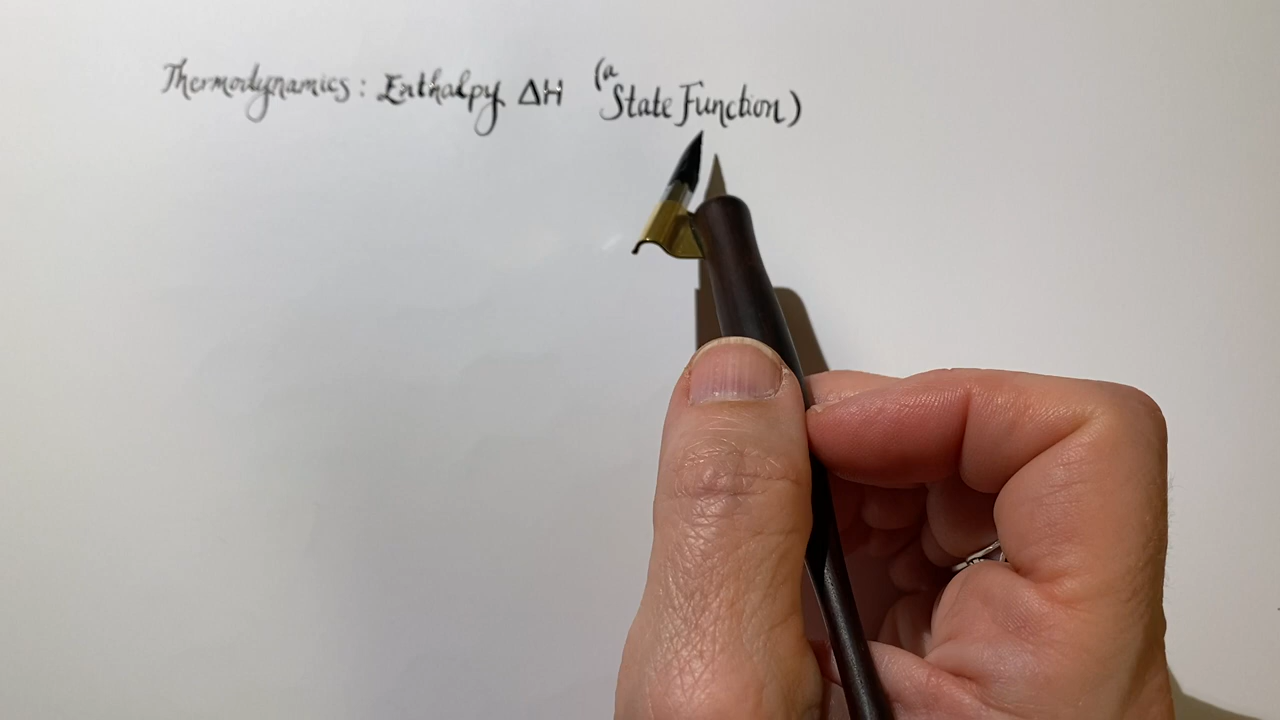 Thermodynamics : Enthalpy ΔH (a State Function)